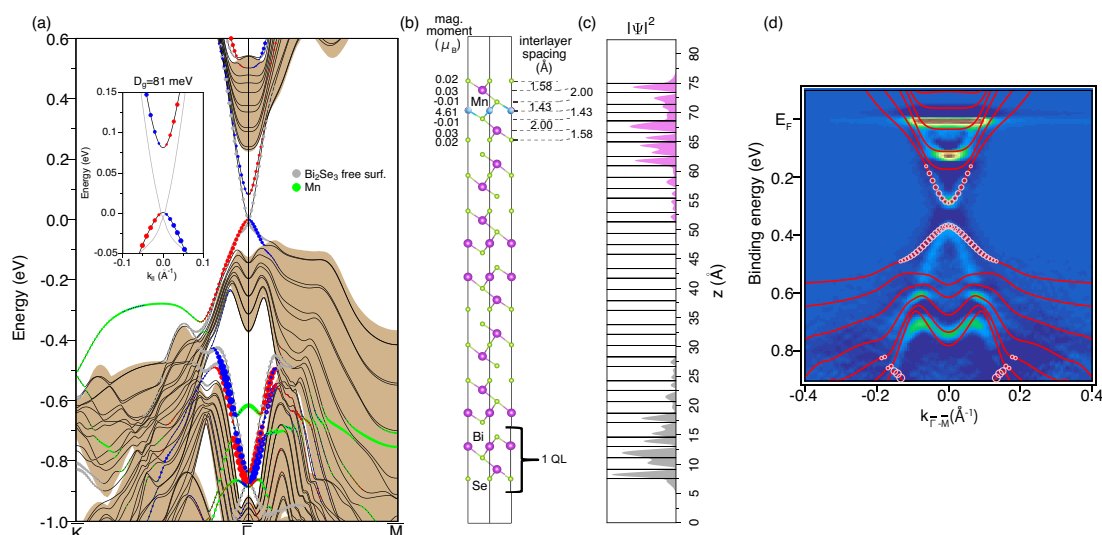 (a)
0.6
0.4
0.2
0.0
-0.2
-0.4
-0.6
-0.8
-1.0
Energy (eV)
K̅
Γ̅
M̅
D_g=81 meV
0.15
0.1
0.05
0.00
-0.05
Energy (eV)
-0.1
0.0
0.1
k_∥ (Å⁻¹)
Bi₂Se₃ free surf.
Mn
(b)
mag.
moment
(μ_B)
interlayer
spacing
(Å)
0.02
0.03
-0.01
4.61
-0.01
0.03
0.02
Mn
1.58
2.00
1.43
1.43
2.00
1.58
Bi
Se
1 QL
(c)
|Ψ|²
80
75
70
65
60
55
50
45
40
35
30
25
20
15
10
5
0
z (Å)
(d)
E_F
0.2
0.4
0.6
0.8
Binding energy (eV)
-0.4
-0.2
0.0
0.2
0.4
k_Γ̅-M̅(Å⁻¹)